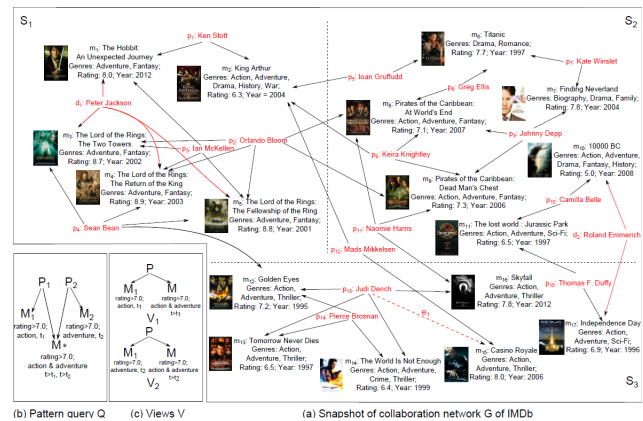 S1
S2
p1: Ken Stott
m1: The Hobbit:
An Unexpected Journey
Genres: Adventure, Fantasy;
Rating: 8.0; Year: 2012
m2: King Arthur
Genres: Action, Adventure,
Drama, History, War;
Rating: 6.3; Year = 2004
d1: Peter Jackson
m3: The Lord of the Rings:
The Two Towers
Genres: Adventure, Fantasy;
Rating: 8.7; Year: 2002
p2: Orlando Bloom
p3: Ian McKellen
m4: The Lord of the Rings:
The Return of the King
Genres: Adventure, Fantasy;
Rating: 8.9; Year: 2003
m5: The Lord of the Rings:
The Fellowship of the Ring
Genres: Adventure, Fantasy;
Rating: 8.8; Year: 2001
p4: Sean Bean
m6: Titanic
Genres: Drama, Romance;
Rating: 7.7; Year: 1997
p5: Ioan Gruffudd
p6: Greg Ellis
p7: Kate Winslet
m7: Finding Neverland
Genres: Biography, Drama, Family;
Rating: 7.8; Year: 2004
m8: Pirates of the Caribbean:
At World's End
Genres: Adventure, Fantasy;
Rating: 7.1; Year: 2007
Johnny Depp
Keira Knightley
m9: Pirates of the Caribbean:
Dead Man's Chest
Genres: Adventure, Fantasy;
Rating: 7.3; Year: 2006
m10: 10000 BC
Genres: Action, Adventure,
Drama, Fantasy, History;
Rating: 5.0; Year: 2008
Camilla Belle
p11: Naomie Harris
m11: The lost world : Jurassic Park
Genres: Action, Adventure, Sci-Fi;
Rating: 6.5; Year: 1997
d2: Roland Emmerich
Mads Mikkelsen
m12: Golden Eyes
Genres: Action,
Adventure, Thriller;
Rating: 7.2; Year: 1995
p13: Judi Dench
Skyfall
Genres: Action,
Adventure, Thriller;
Rating: 7.8; Year: 2012
Thomas F. Duffy
p14: Pierce Brosnan
e1
m13: Tomorrow Never Dies
Genres: Action,
Adventure, Thriller;
Rating: 6.5; Year: 1997
m14: The World Is Not Enough
Genres: Action, Adventure,
Crime, Thriller;
Rating: 6.4; Year: 1999
m15: Casino Royale
Genres: Action,
Adventure, Thriller;
Rating: 8.0; Year: 2006
Independence Day
Genres: Action,
Adventure, Sci-Fi;
Rating: 6.9; Year: 1996
S3
P1 P2
M1 M2
rating>7.0; rating>7.0;
action, t1 adventure, t2
M*
rating>7.0;
action & adventure
t>t1, t>t2
P
M1 M
rating>7.0; rating>7.0;
action, t1 action & adventure
t>t1
V1
P
M M2
rating>7.0; rating>7.0;
action & adventure adventure, t2
t>t2
V2
(b) Pattern query Q
(c) Views V
(a) Snapshot of collaboration network G of IMDb